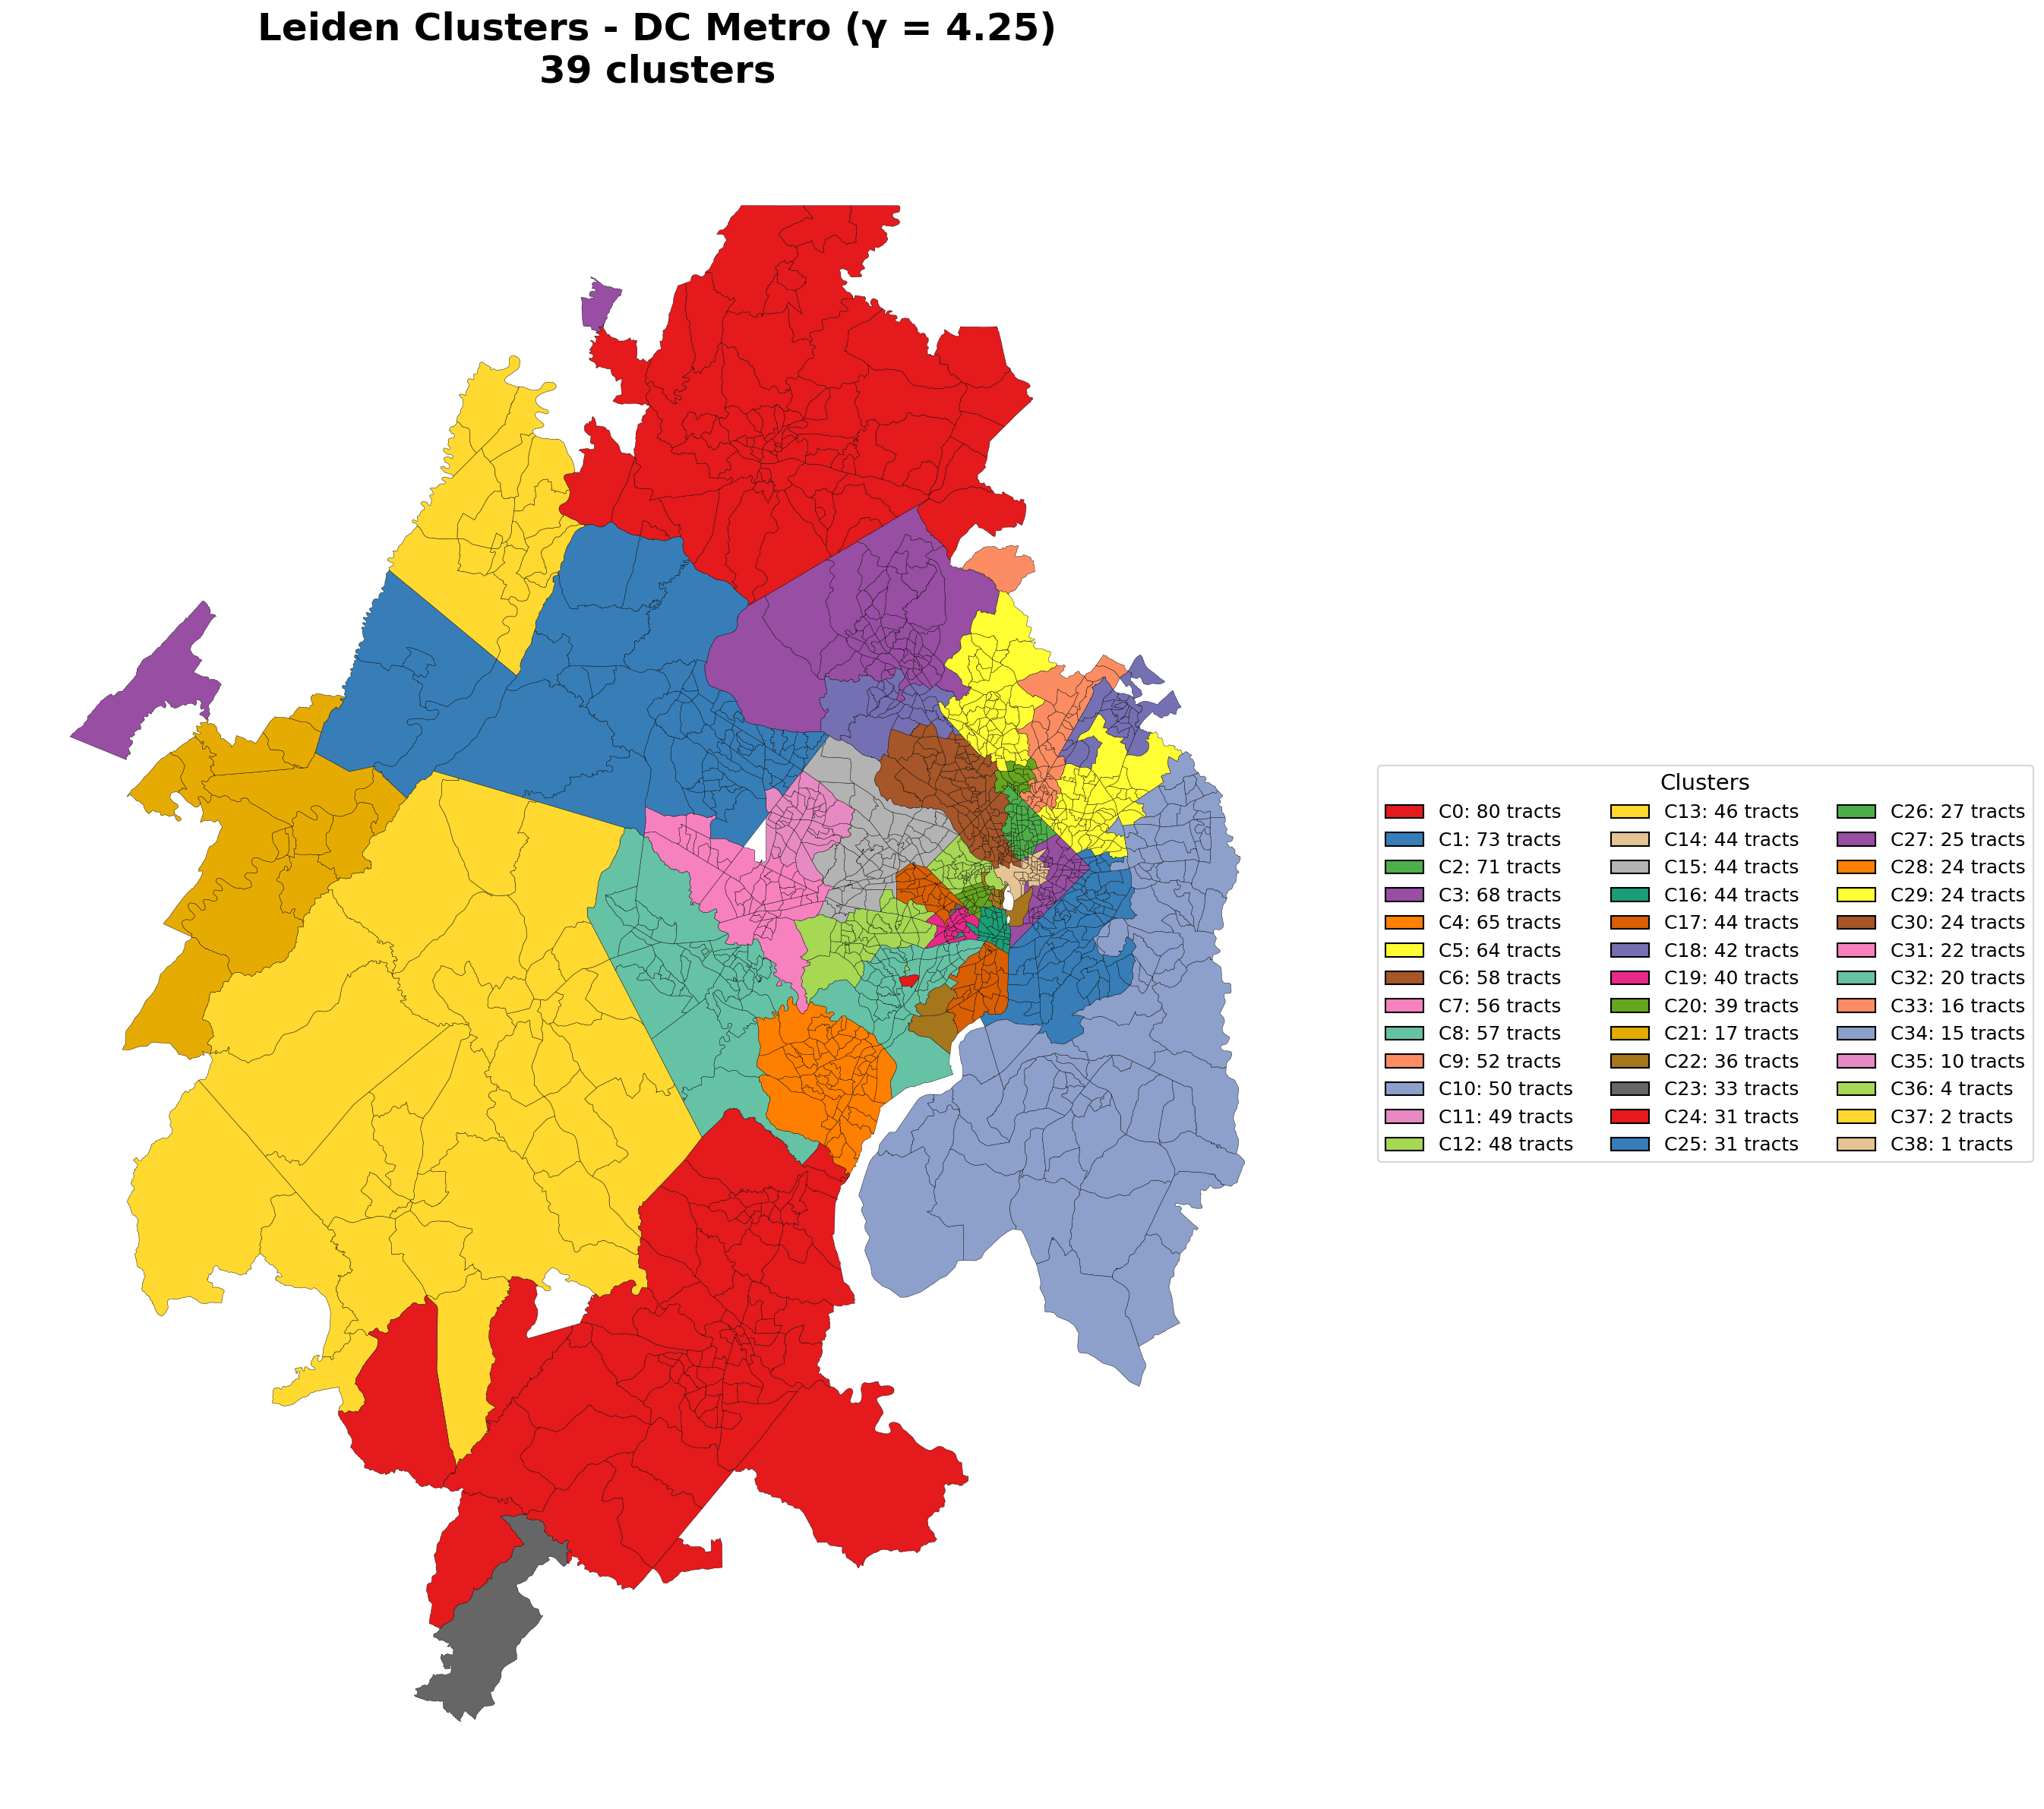 Leiden Clusters - DC Metro (γ = 4.25)
39 clusters
Clusters
C0: 80 tracts
C1: 73 tracts
C2: 71 tracts
C3: 68 tracts
C4: 65 tracts
C5: 64 tracts
C6: 58 tracts
C7: 56 tracts
C8: 57 tracts
C9: 52 tracts
C10: 50 tracts
C11: 49 tracts
C12: 48 tracts
C13: 46 tracts
C14: 44 tracts
C15: 44 tracts
C16: 44 tracts
C17: 44 tracts
C18: 42 tracts
C19: 40 tracts
C20: 39 tracts
C21: 17 tracts
C22: 36 tracts
C23: 33 tracts
C24: 31 tracts
C25: 31 tracts
C26: 27 tracts
C27: 25 tracts
C28: 24 tracts
C29: 24 tracts
C30: 24 tracts
C31: 22 tracts
C32: 20 tracts
C33: 16 tracts
C34: 15 tracts
C35: 10 tracts
C36: 4 tracts
C37: 2 tracts
C38: 1 tracts